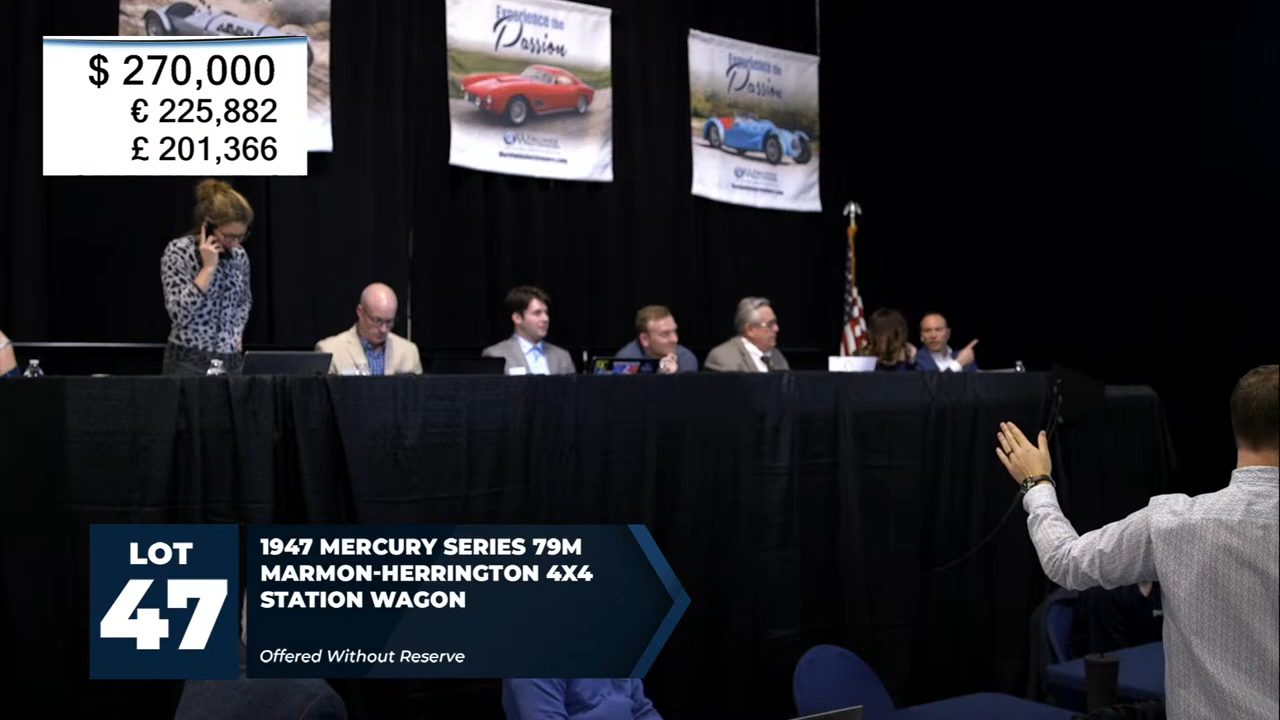 $ 270,000
€ 225,882
£ 201,366
Experience the
Passion
Experience the
Passion
LOT
47
1947 MERCURY SERIES 79M
MARMON-HERRINGTON 4X4
STATION WAGON
Offered Without Reserve